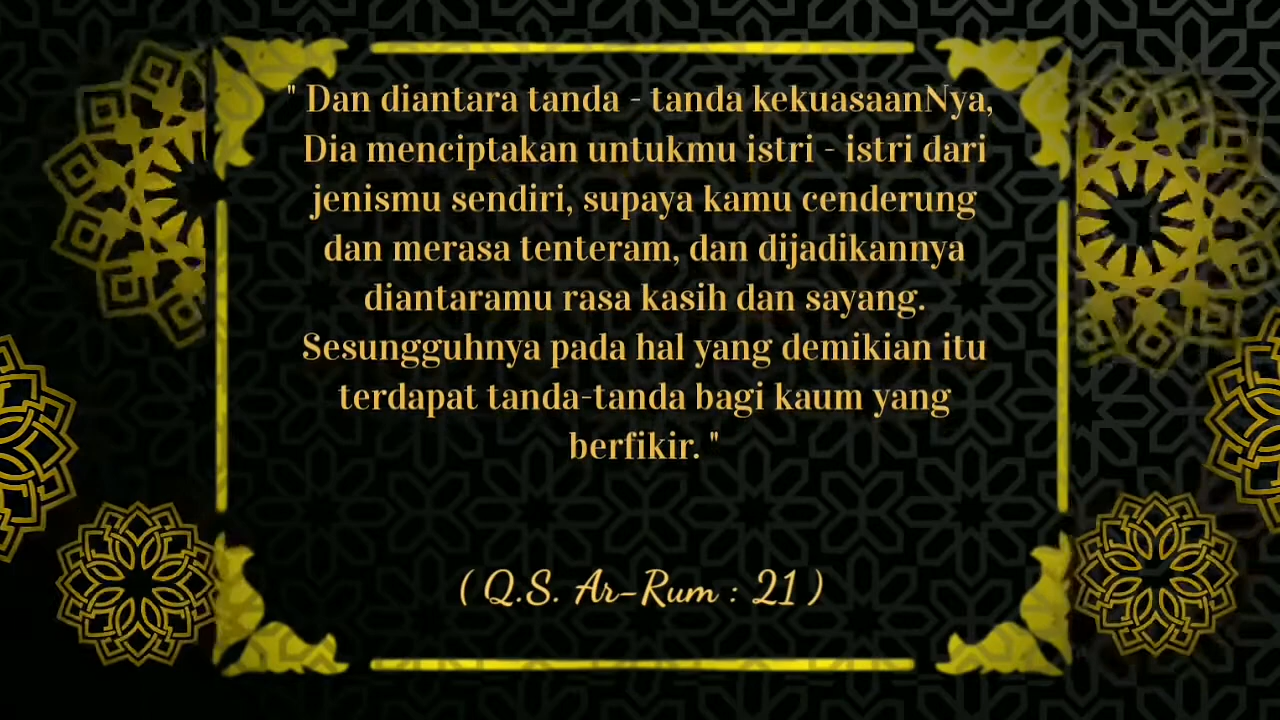 " Dan diantara tanda - tanda kekuasaanNya,
Dia menciptakan untukmu istri - istri dari
jenismu sendiri, supaya kamu cenderung
dan merasa tenteram, dan dijadikannya
diantaramu rasa kasih dan sayang.
Sesungguhnya pada hal yang demikian itu
terdapat tanda-tanda bagi kaum yang
berfikir. "
( Q.S. Ar-Rum : 21 )